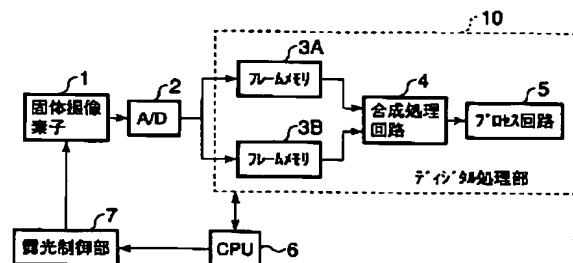 10
3A
フレームメモリ
1
固体撮像
素子
2
A/D
4
合成処理
回路
5
プロセス回路
3B
フレームメモリ
ディジタル処理部
7
露光制御部
CPU
6